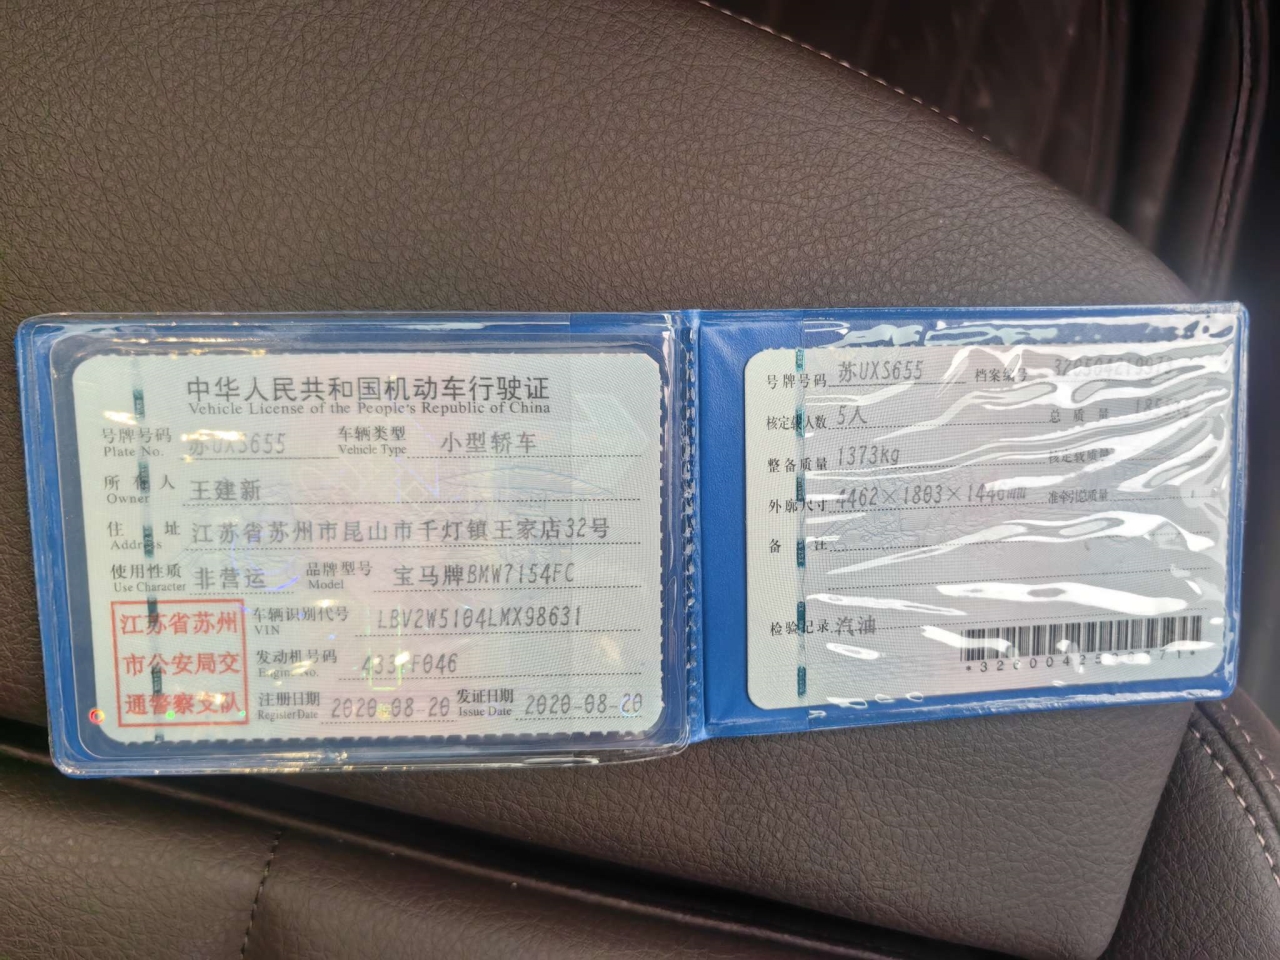 中华人民共和国机动车行驶证
Vehicle License of the People's Republic of China
号牌号码 Plate No. 苏UXS655 车辆类型 Vehicle Type 小型轿车
所有人 Owner 王建新
住址 Address 江苏省苏州市昆山市千灯镇王家店32号
使用性质 Use Character 非营运 品牌型号 Model 宝马牌BMW7154FC
江苏省苏州
市公安局交
通警察支队
车辆识别代号 VIN LBV2W5104LMX98631
发动机号码 Engine No.
注册日期 Register Date 2020-08-20 发证日期 Issue Date 2020-08-20
号牌号码 苏UXS655 档案编号
核定载人数 5人 总质量
整备质量 1373kg 核定载质量
外廓尺寸 4462×1803×1446mm 准牵引总质量
备注
检验记录 汽油